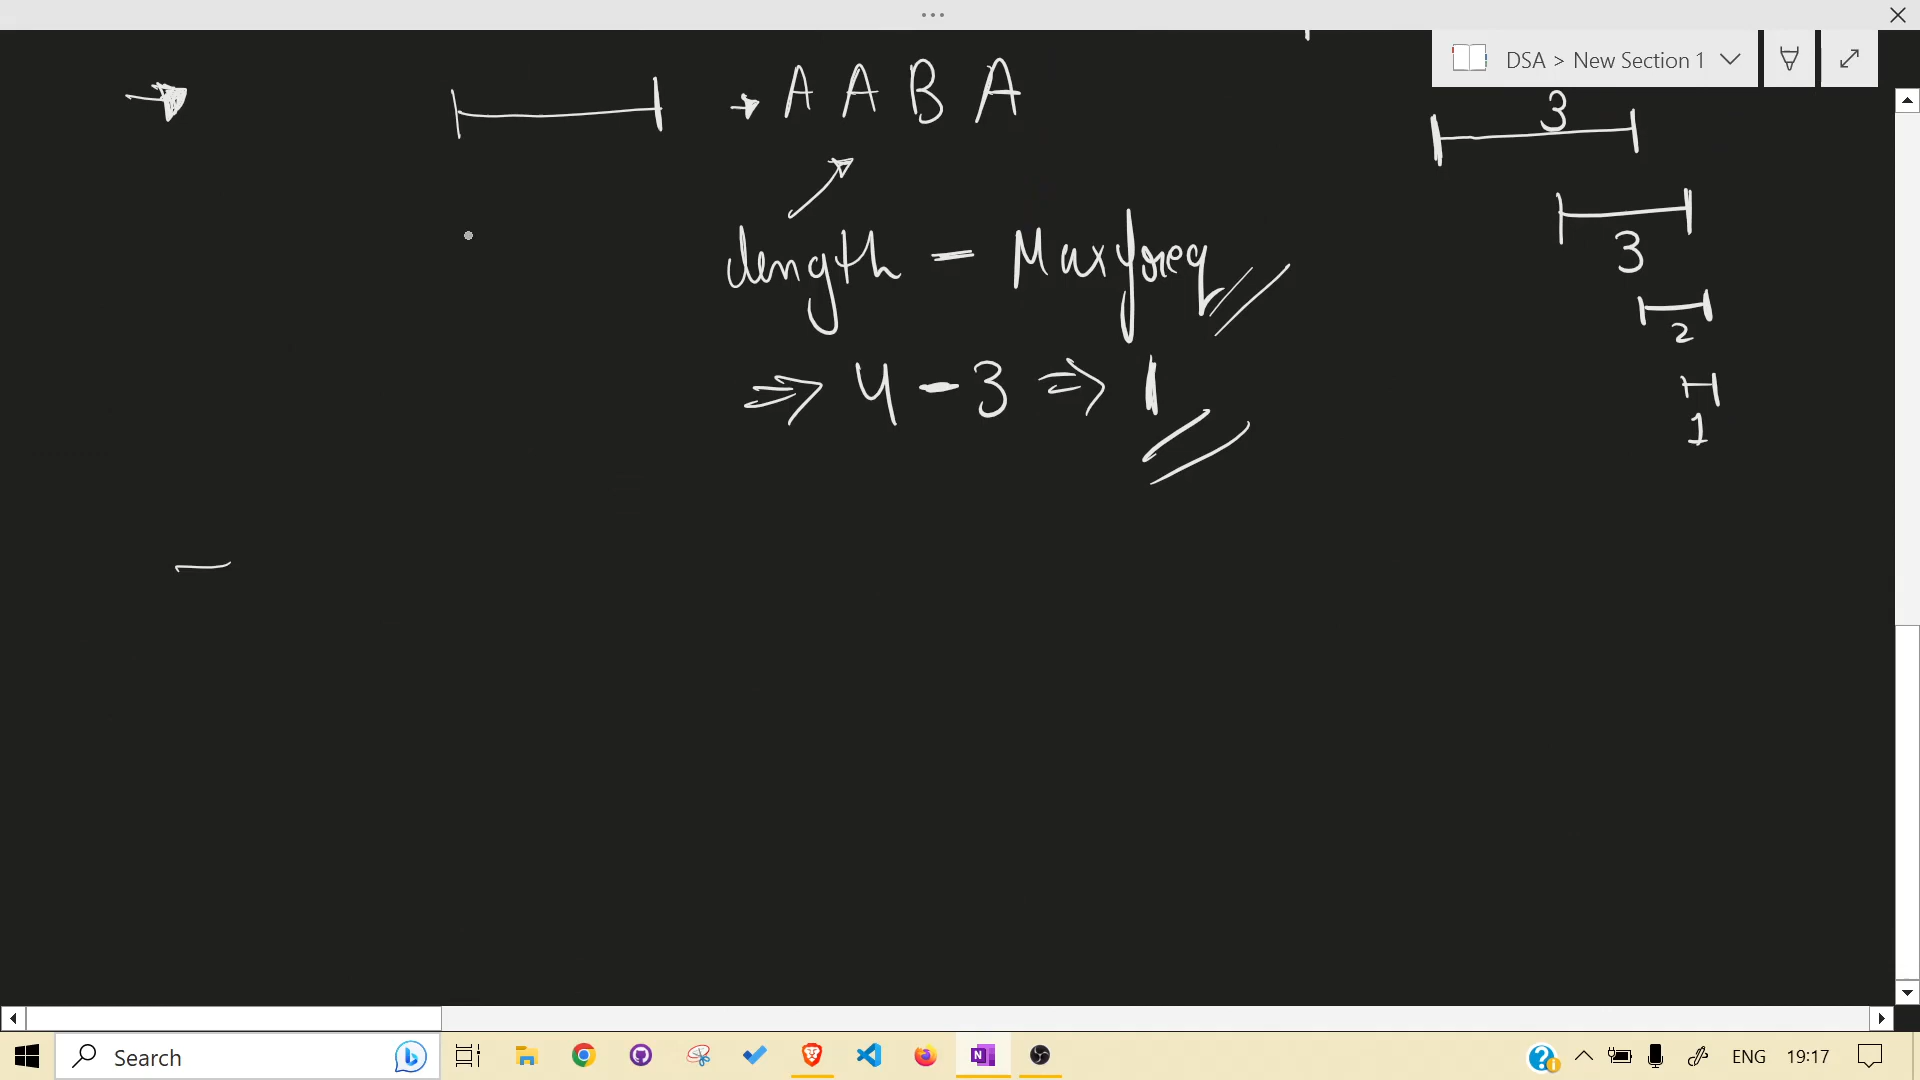 DSA > New Section 1
A A B A
3
length - Maxfreq
3
2
⇒ 4 - 3 ⇒ 1
1
Search
ENG
19:17